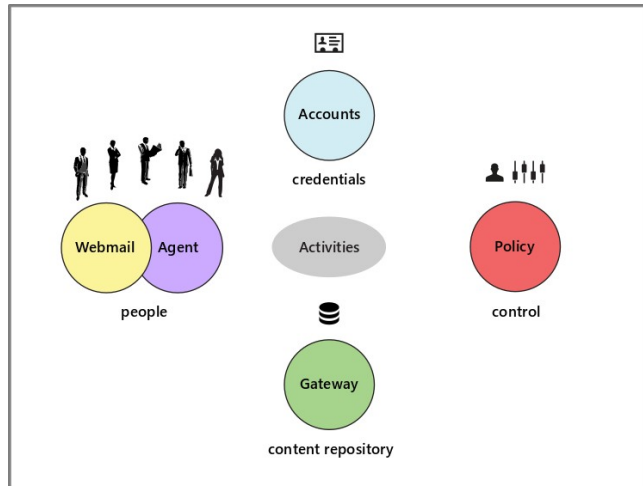 Accounts
credentials
Webmail
Agent
Activities
Policy
people
control
Gateway
content repository